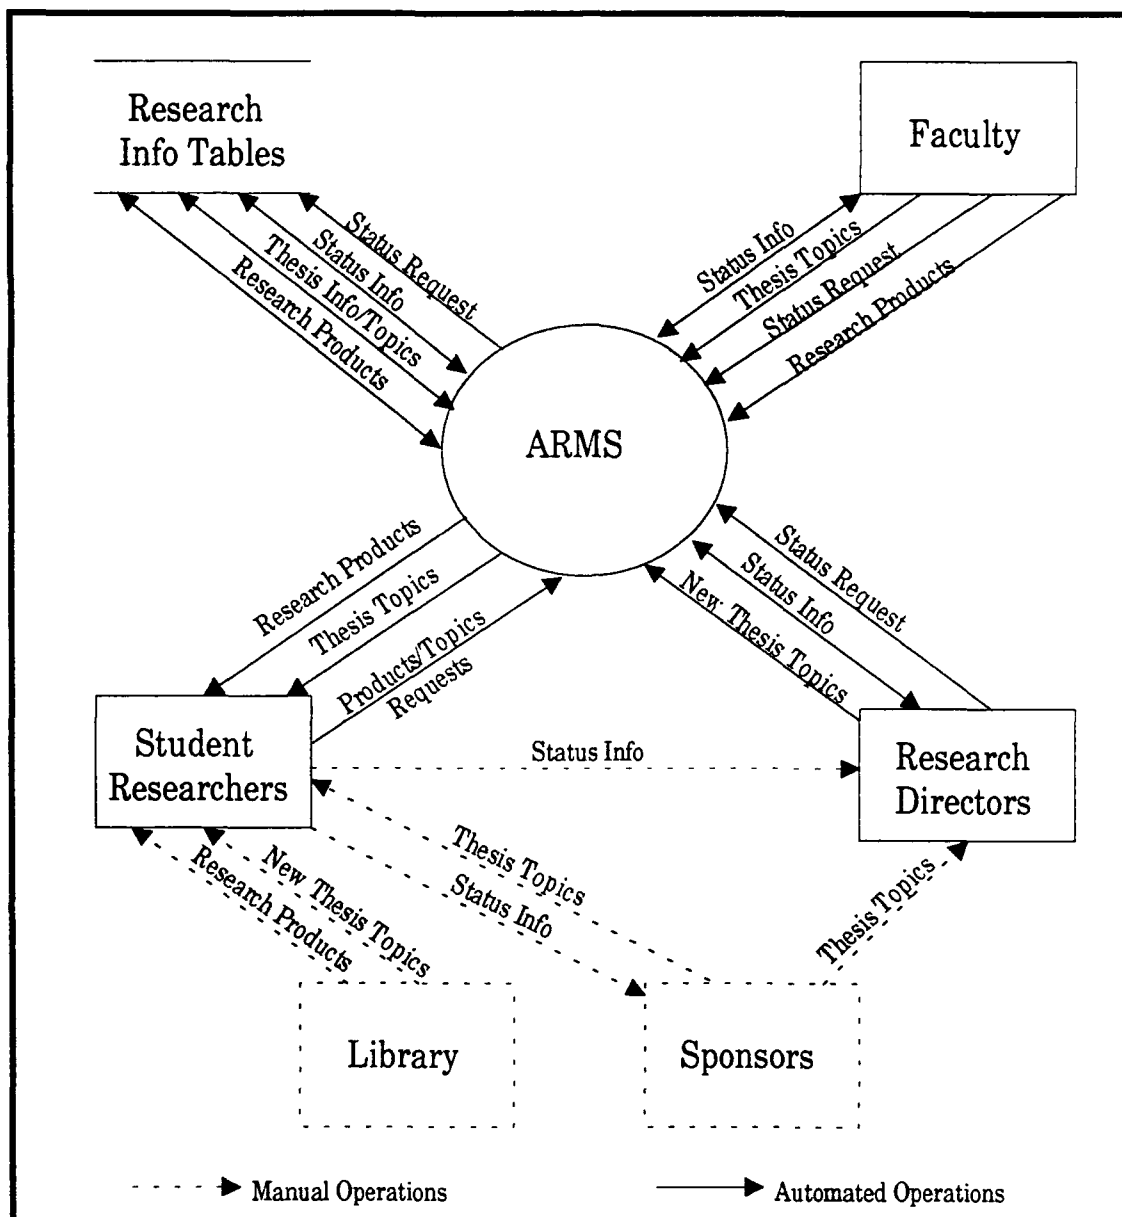 Research
Info Tables
Faculty
Status Request
Status Info
Thesis Info/Topics
Research Products
Status Info
Thesis Topics
Status Request
Research Products
ARMS
Research Products
Thesis Topics
Products/Topics
Requests
Status Request
Status Info
New Thesis Topics
Student
Researchers
Status Info
Research
Directors
Thesis Topics
Status Info
New Thesis Topics
Research Products
Thesis Topics
Library
Sponsors
Manual Operations
Automated Operations